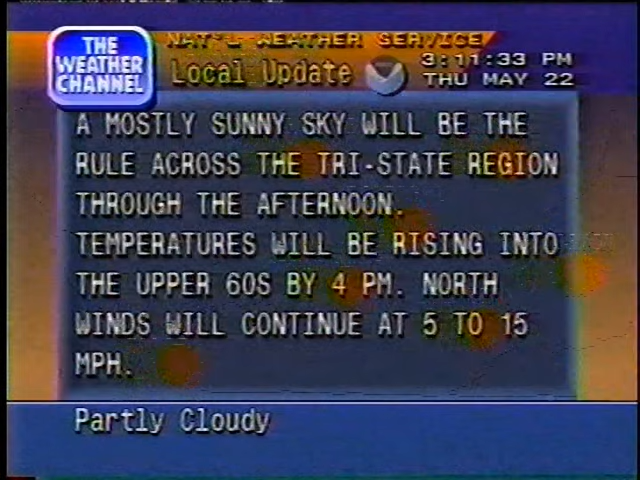 THE
WEATHER
CHANNEL
NAT'L WEATHER SERVICE
Local Update
3:11:33 PM
THU MAY 22
A MOSTLY SUNNY SKY WILL BE THE
RULE ACROSS THE TRI-STATE REGION
THROUGH THE AFTERNOON.
TEMPERATURES WILL BE RISING INTO
THE UPPER 60S BY 4 PM. NORTH
WINDS WILL CONTINUE AT 5 TO 15
MPH.
Partly Cloudy